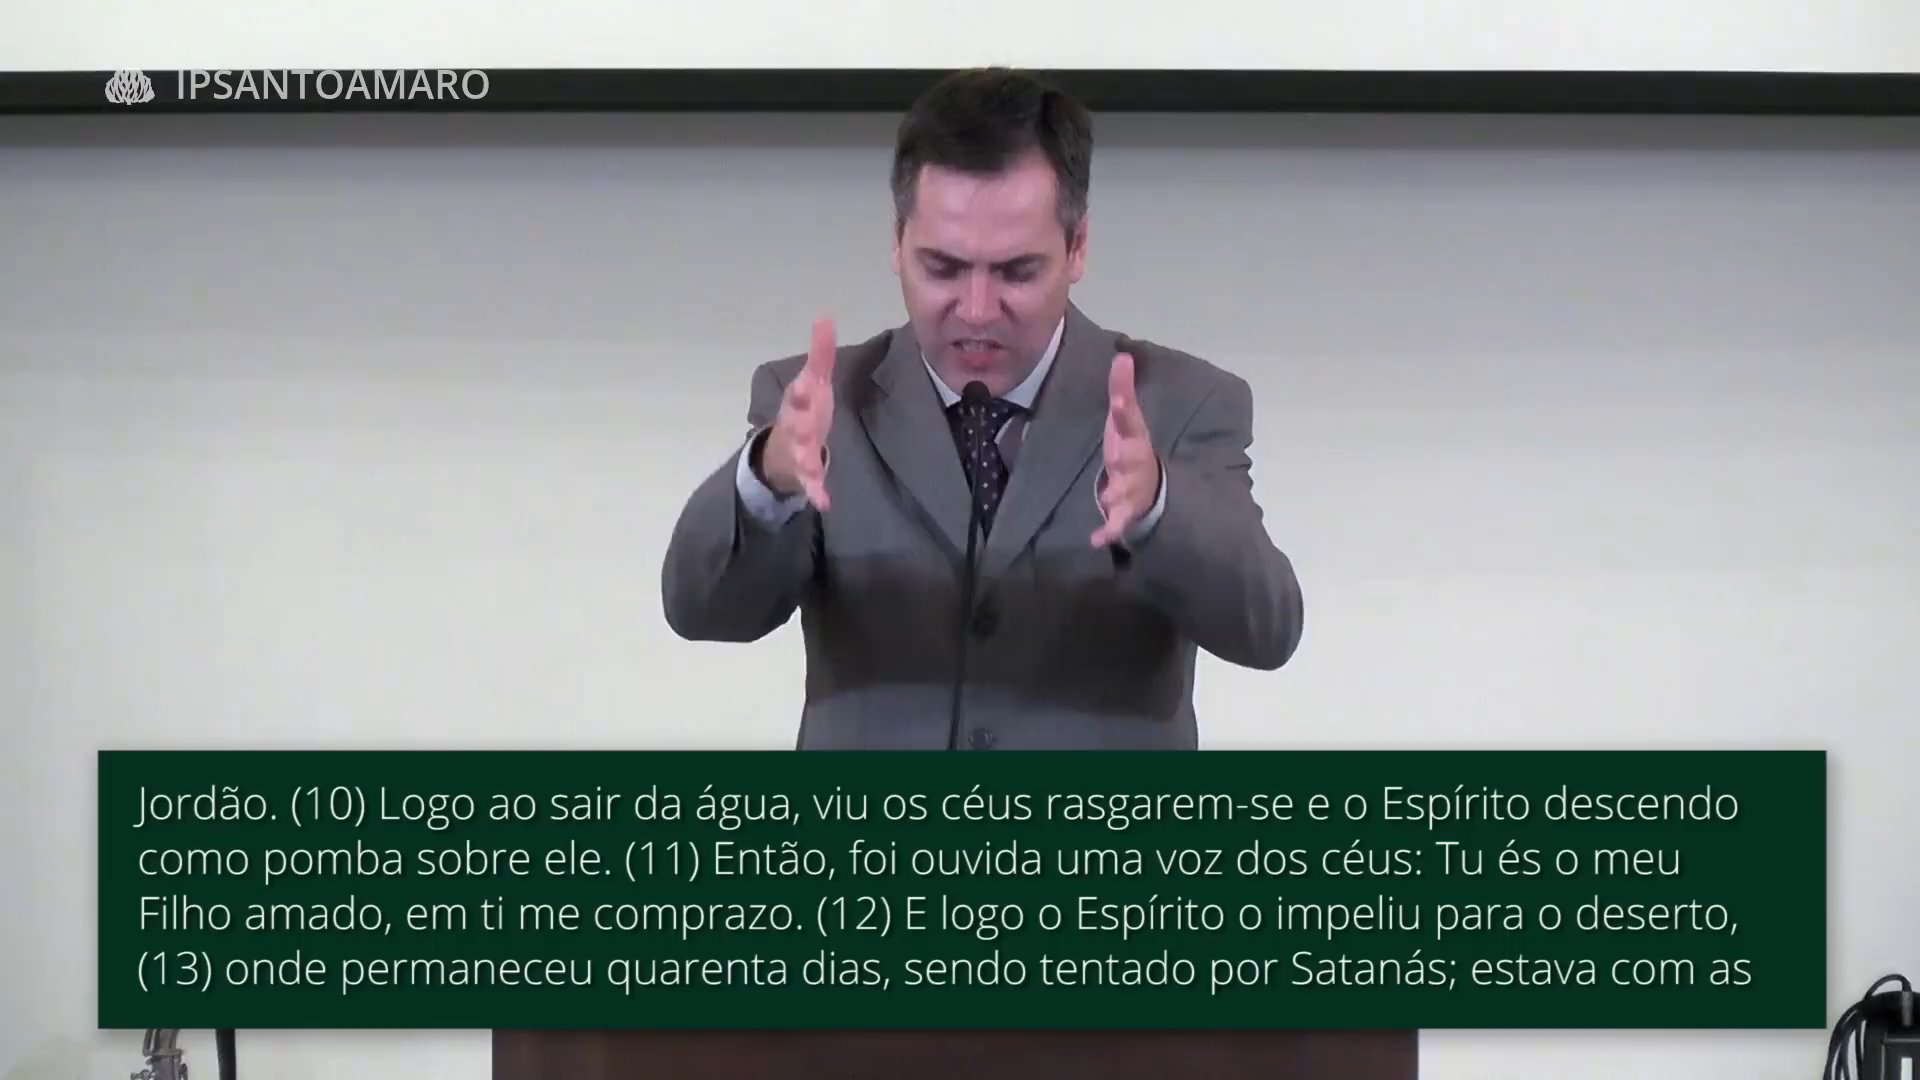 IPSANTOAMARO
Jordão. (10) Logo ao sair da água, viu os céus rasgarem-se e o Espírito descendo
como pomba sobre ele. (11) Então, foi ouvida uma voz dos céus: Tu és o meu
Filho amado, em ti me comprazo. (12) E logo o Espírito o impeliu para o deserto,
(13) onde permaneceu quarenta dias, sendo tentado por Satanás; estava com as